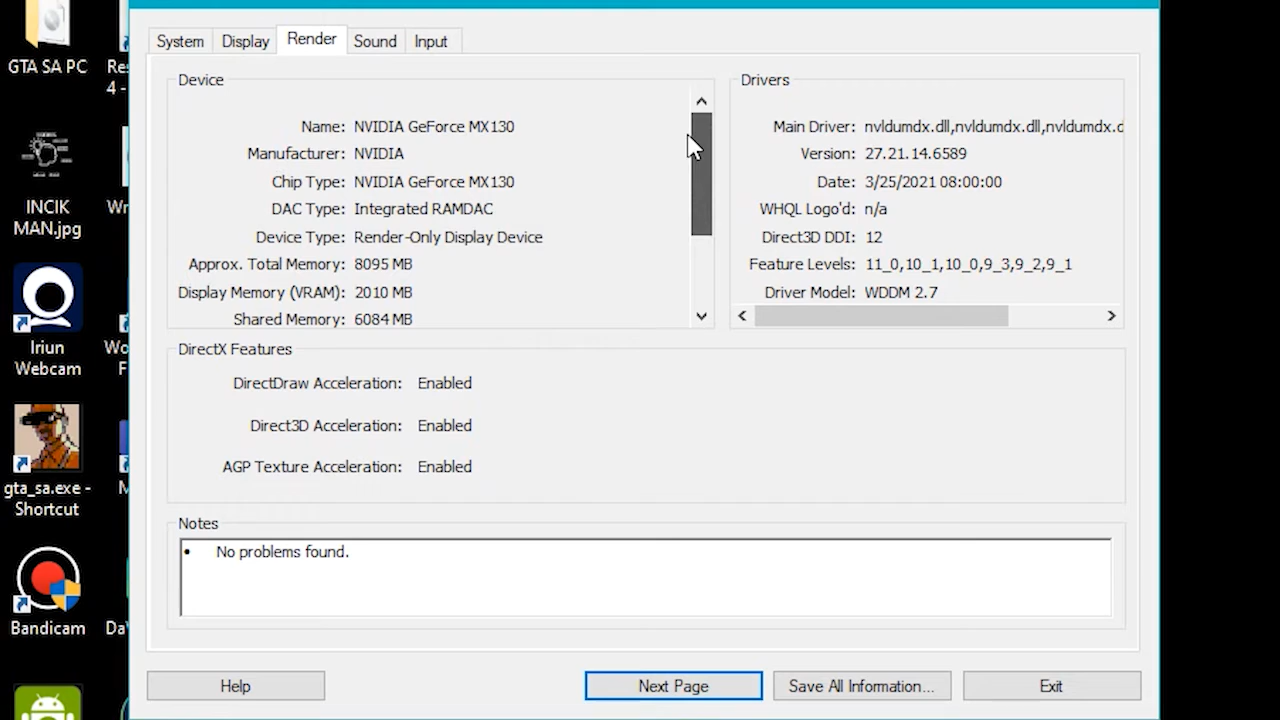 GTA SA PC
Re
4 -
INCIK
MAN.jpg
Wr
Iriun
Webcam
Wo
F
gta_sa.exe -
Shortcut
M
Bandicam
Da
System
Display
Render
Sound
Input
Device
Name: NVIDIA GeForce MX130
Manufacturer: NVIDIA
Chip Type: NVIDIA GeForce MX130
DAC Type: Integrated RAMDAC
Device Type: Render-Only Display Device
Approx. Total Memory: 8095 MB
Display Memory (VRAM): 2010 MB
Shared Memory: 6084 MB
Drivers
Main Driver: nvldumdx.dll,nvldumdx.dll,nvldumdx.d
Version: 27.21.14.6589
Date: 3/25/2021 08:00:00
WHQL Logo'd: n/a
Direct3D DDI: 12
Feature Levels: 11_0,10_1,10_0,9_3,9_2,9_1
Driver Model: WDDM 2.7
DirectX Features
DirectDraw Acceleration: Enabled
Direct3D Acceleration: Enabled
AGP Texture Acceleration: Enabled
Notes
• No problems found.
Help
Next Page
Save All Information...
Exit